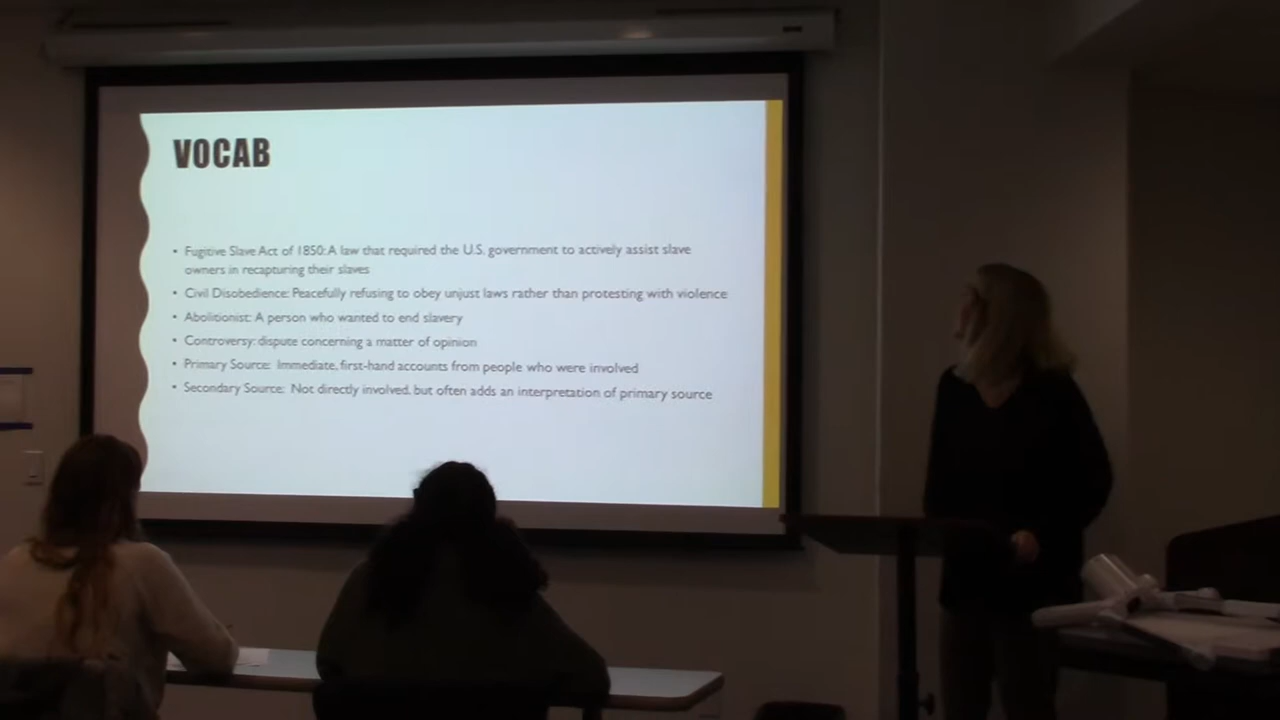 VOCAB
• Fugitive Slave Act of 1850: A law that required the U.S. government to actively assist slave
owners in recapturing their slaves
• Civil Disobedience: Peacefully refusing to obey unjust laws rather than protesting with violence
• Abolitionist: A person who wanted to end slavery
• Controversy: dispute concerning a matter of opinion
• Primary Source: Immediate, first-hand accounts from people who were involved
• Secondary Source: Not directly involved, but often adds an interpretation of primary source